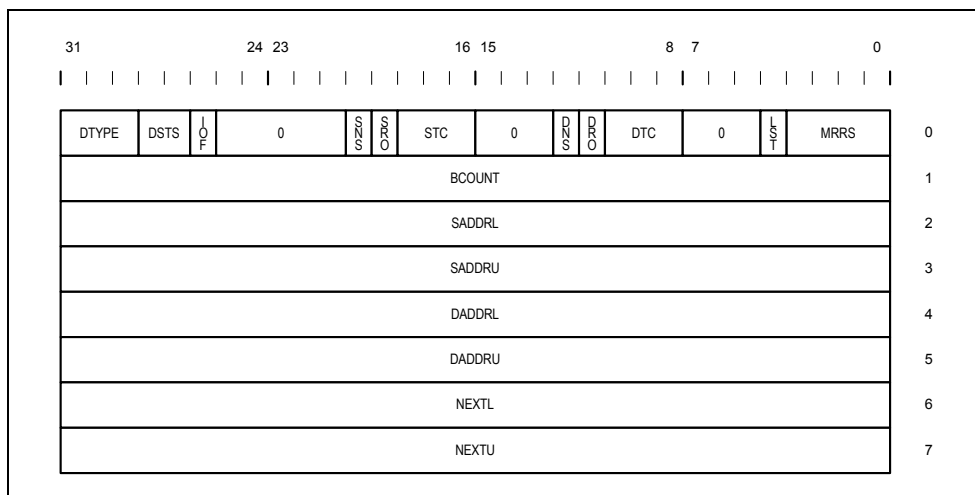 31 24 23 16 15 8 7 0
DTYPE DSTS IOF 0 SNS SRO STC 0 DNS DRO DTC 0 LST MRRS 0
BCOUNT 1
SADDRL 2
SADDRU 3
DADDRL 4
DADDRU 5
NEXTL 6
NEXTU 7